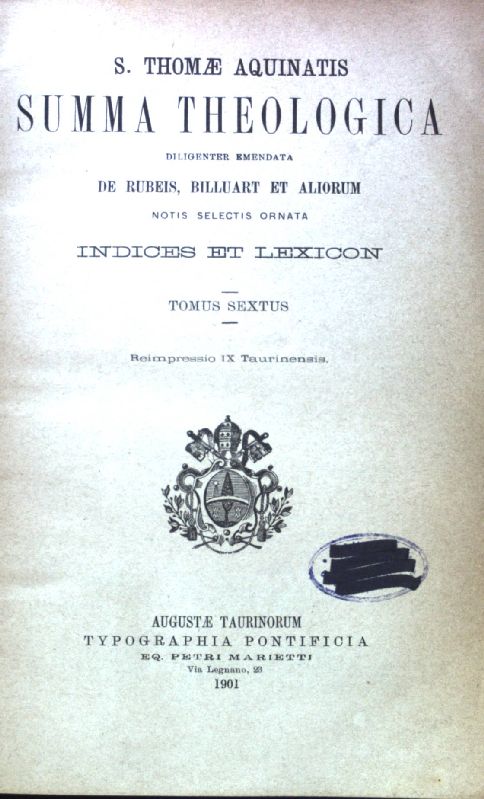 S. THOMÆ AQUINATIS
SUMMA THEOLOGICA
DILIGENTER EMENDATA
DE RUBEIS, BILLUART ET ALIORUM
NOTIS SELECTIS ORNATA
INDICES ET LEXICON
TOMUS SEXTUS
Reimpressio IX Taurinensis.
AUGUSTÆ TAURINORUM
TYPOGRAPHIA PONTIFICIA
EQ. PETRI MARIETTI
Via Legnano, 23
1901